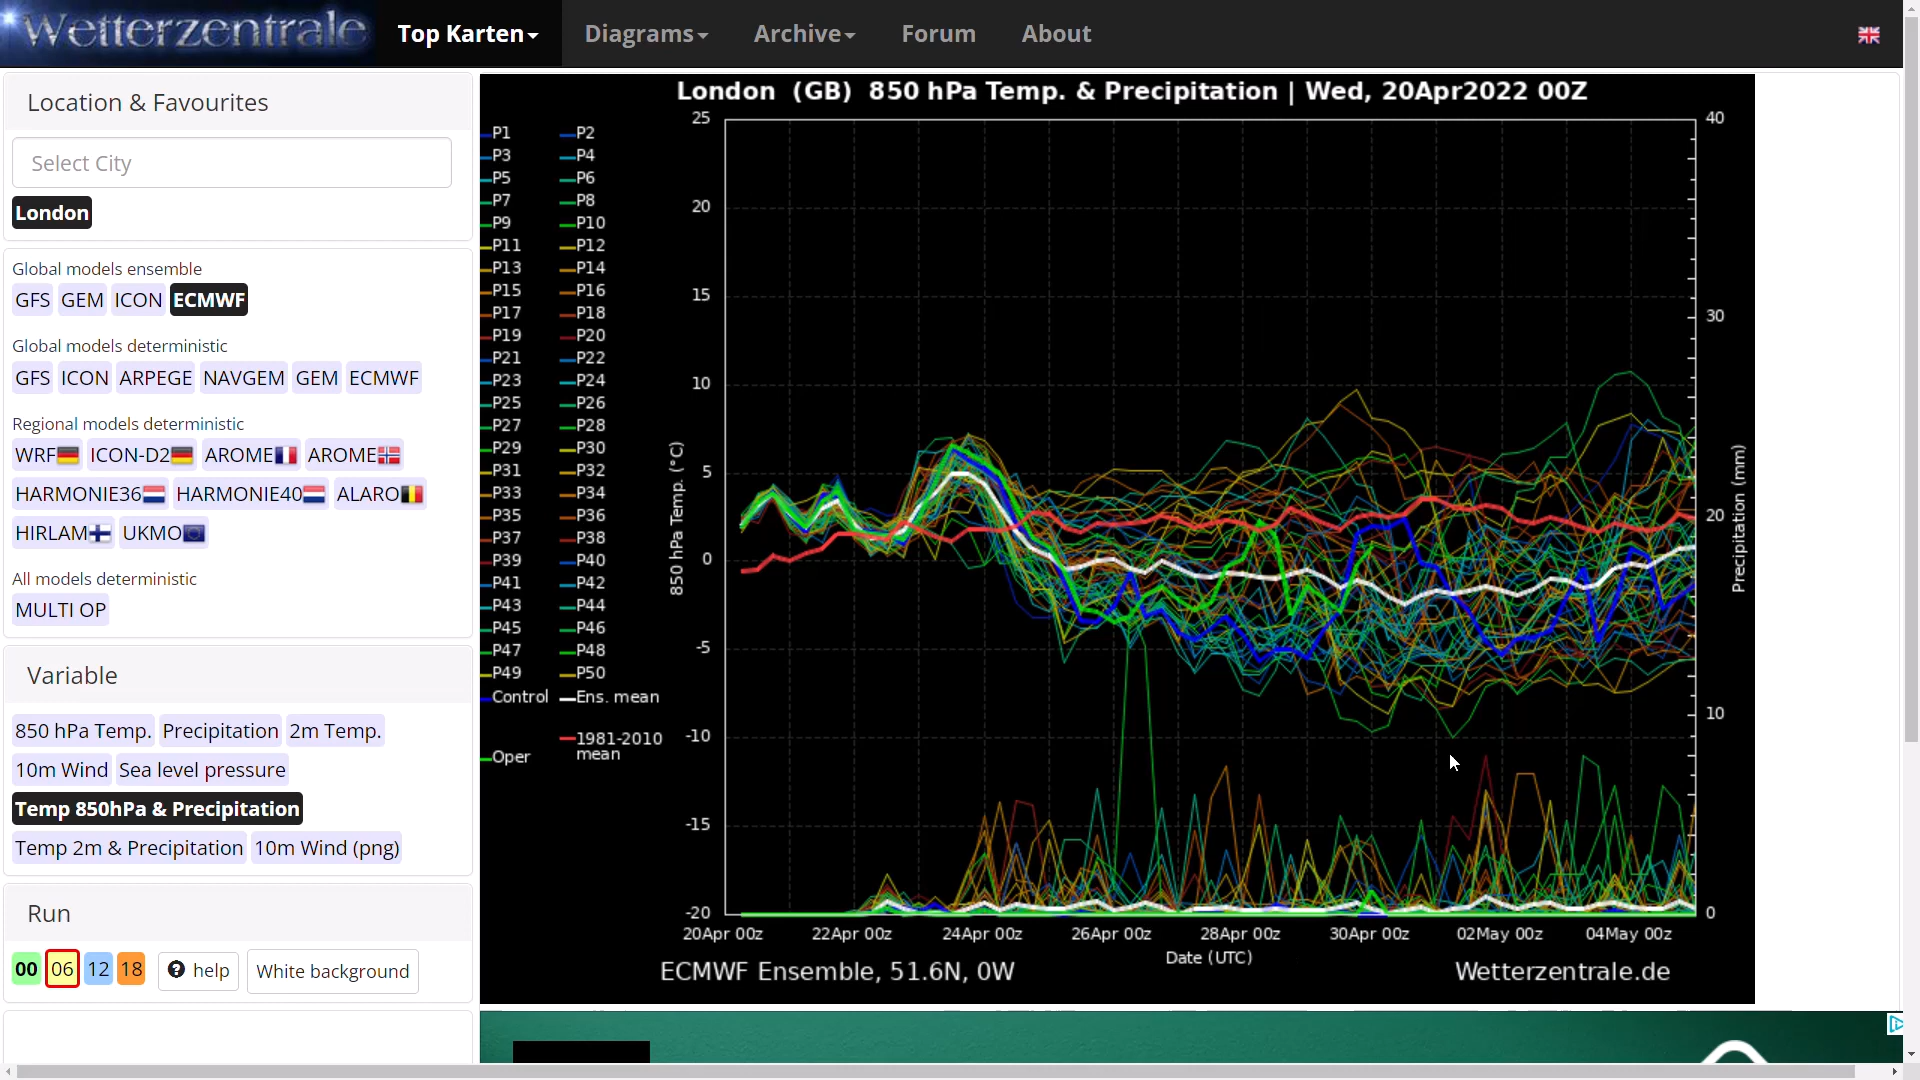 Wetterzentrale
Top Karten
Diagrams
Archive
Forum
About
Location & Favourites
Select City
London
Global models ensemble
GFS GEM ICON ECMWF
Global models deterministic
GFS ICON ARPEGE NAVGEM GEM ECMWF
Regional models deterministic
WRF ICON-D2 AROME AROME
HARMONIE36 HARMONIE40 ALARO
HIRLAM UKMO
All models deterministic
MULTI OP
Variable
850 hPa Temp. Precipitation 2m Temp.
10m Wind Sea level pressure
Temp 850hPa & Precipitation
Temp 2m & Precipitation 10m Wind (png)
Run
00 06 12 18 help White background
London (GB) 850 hPa Temp. & Precipitation | Wed, 20Apr2022 00Z
P1 P2
P3 P4
P5 P6
P7 P8
P9 P10
P11 P12
P13 P14
P15 P16
P17 P18
P19 P20
P21 P22
P23 P24
P25 P26
P27 P28
P29 P30
P31 P32
P33 P34
P35 P36
P37 P38
P39 P40
P41 P42
P43 P44
P45 P46
P47 P48
P49 P50
Control Ens. mean
1981-2010
mean
Oper
850 hPa Temp. (°C)
25
20
15
10
5
0
-5
-10
-15
-20
40
30
20
10
0
Precipitation (mm)
20Apr 00z 22Apr 00z 24Apr 00z 26Apr 00z 28Apr 00z 30Apr 00z 02May 00z 04May 00z
Date (UTC)
ECMWF Ensemble, 51.6N, 0W
Wetterzentrale.de